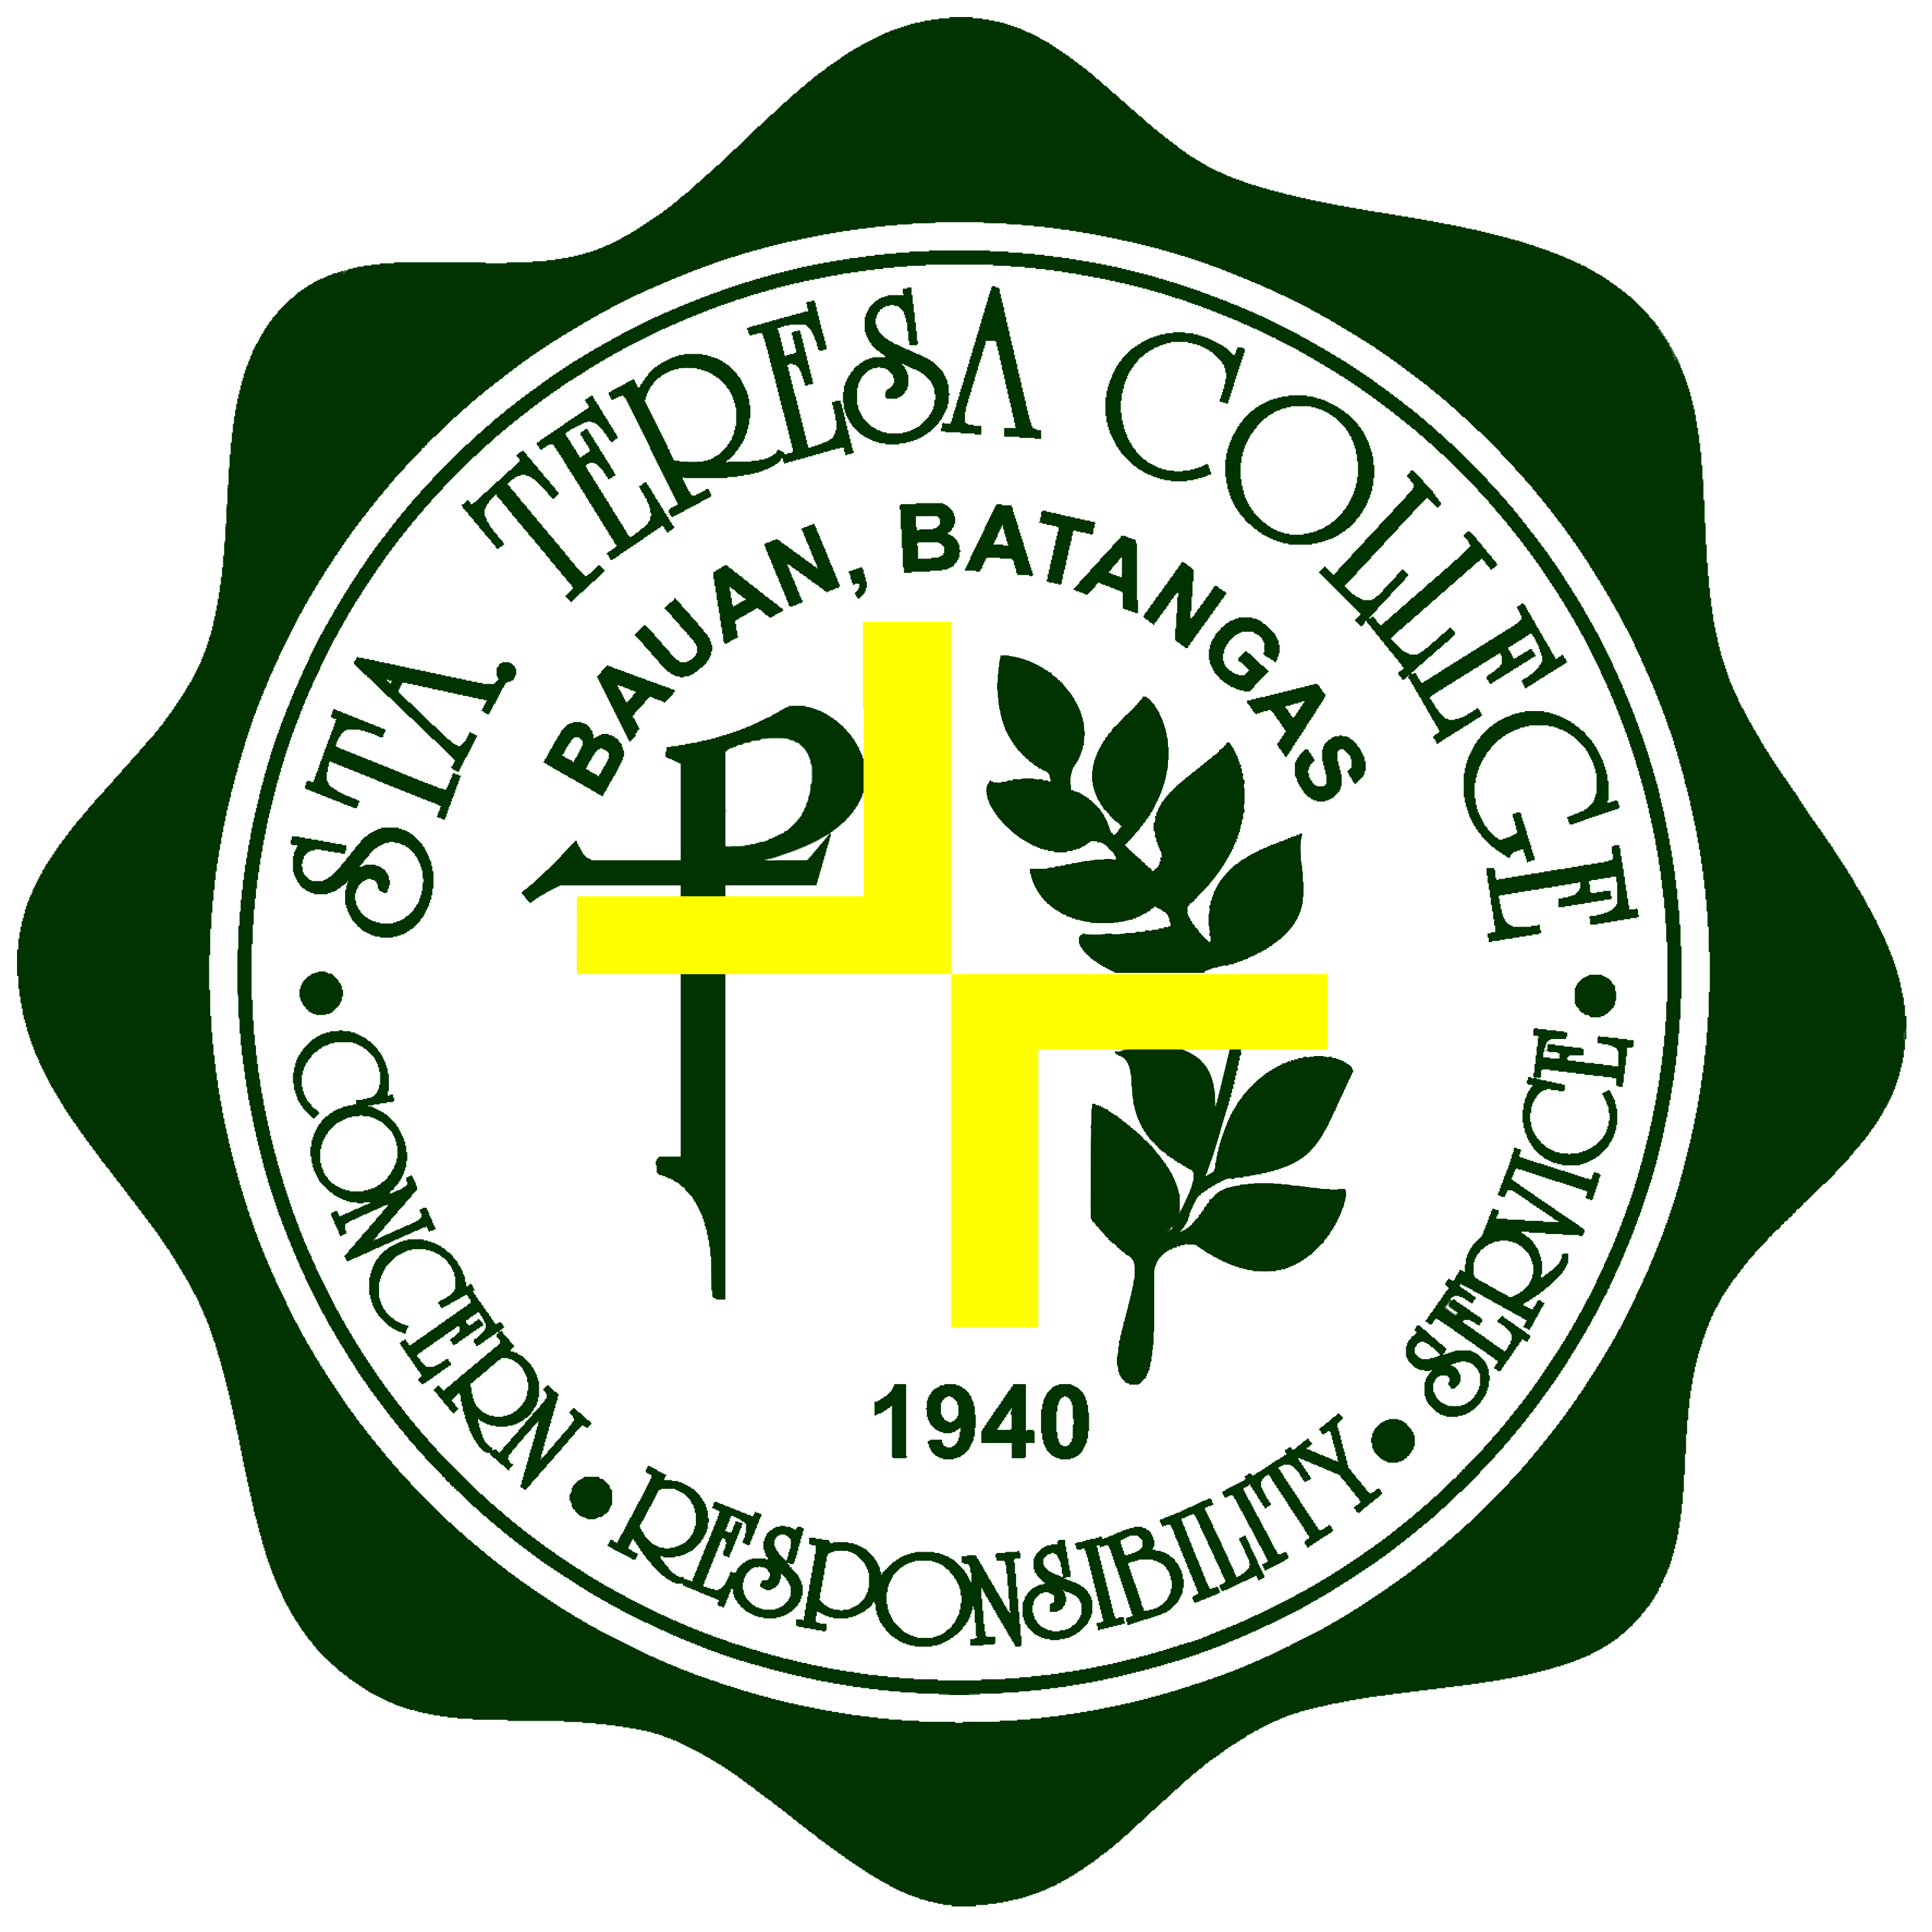 STA. TERESA COLLEGE
BAUAN, BATANGAS
1940
• CONCERN • RESPONSIBILITY • SERVICE •